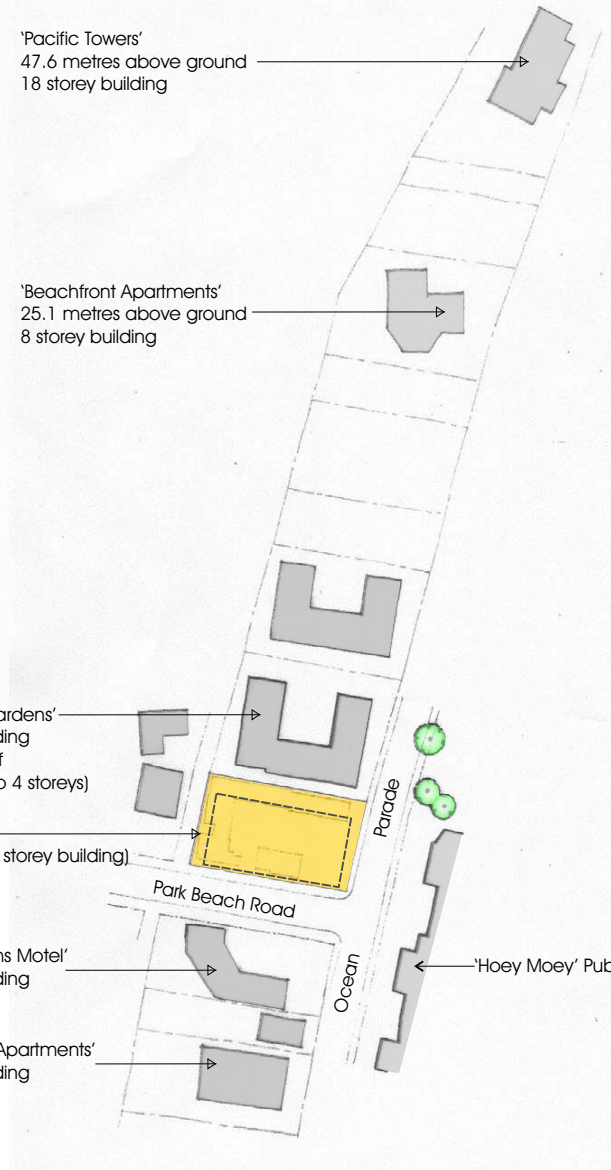 'Pacific Towers'
47.6 metres above ground
18 storey building
'Beachfront Apartments'
25.1 metres above ground
8 storey building
ardens'
ding
f
o 4 storeys)
Parade
storey building)
Park Beach Road
ns Motel'
ding
'Hoey Moey' Pub
Ocean
Apartments'
ding